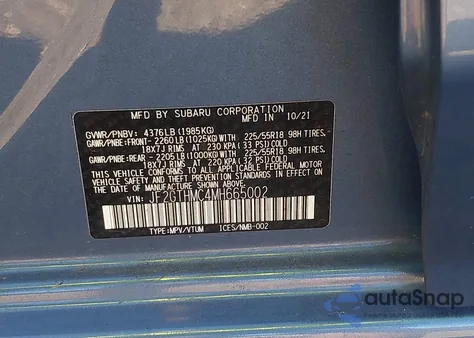 MFD BY SUBARU CORPORATION 10/21
GVWR/PNBV: 4376LB(1985KG)
GAWR/PNBE:FRONT- 2260LB(1025KG)WITH 225/55R18 98H TIRES,
18X7J RIMS AT 230 KPA(33 PSI)COLD
GAWR/PNBE:REAR- 2205LB(1000KG)WITH 225/55R18 98H TIRES,
18X7J RIMS AT 220 KPA(32 PSI)COLD
THIS VEHICLE CONFORMS TO ALL APPLICABLE FEDERAL MOTOR
VEHICLE SAFETY, BUMPER, AND THEFT PREVENTION STANDARDS
IN EFFECT ON THE DATE OF MANUFACTURE SHOWN ABOVE.
VIN: JF2GTHMC4MH665002
TYPE:MPV/VTUM ICES/NMB-002
autoSnap